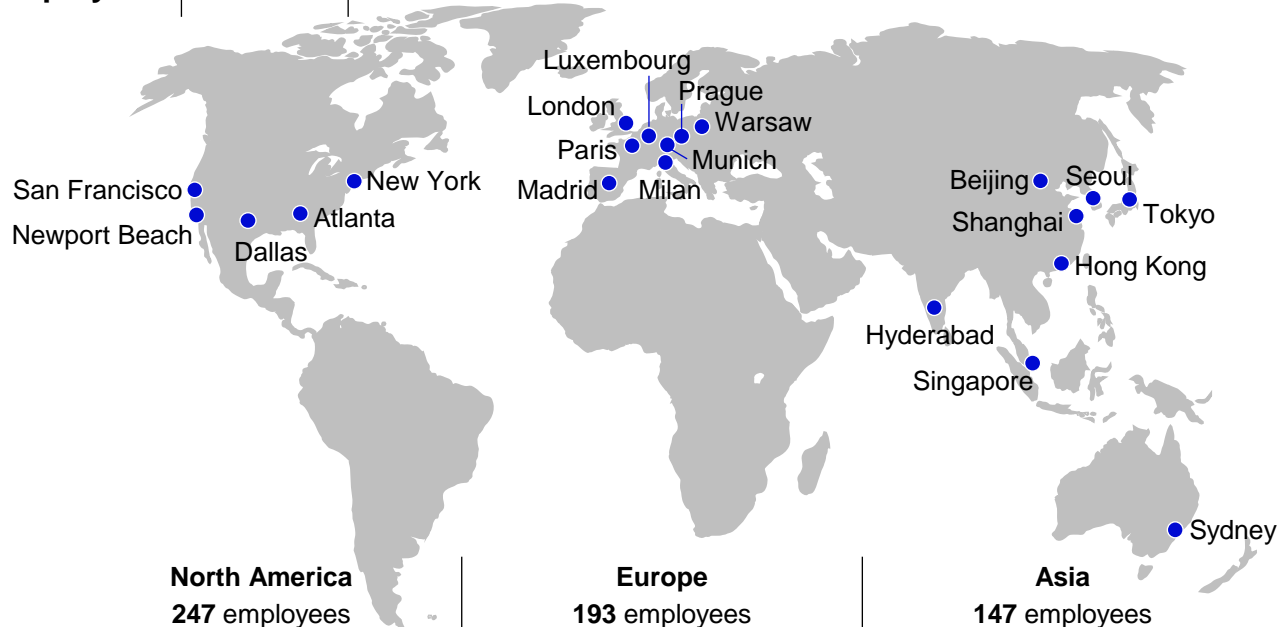 Luxembourg
Prague
London
Warsaw
Paris
Munich
Madrid
Milan
San Francisco
New York
Newport Beach
Atlanta
Dallas
Beijing
Seoul
Shanghai
Tokyo
Hong Kong
Hyderabad
Singapore
Sydney
North America
247 employees
Europe
193 employees
Asia
147 employees